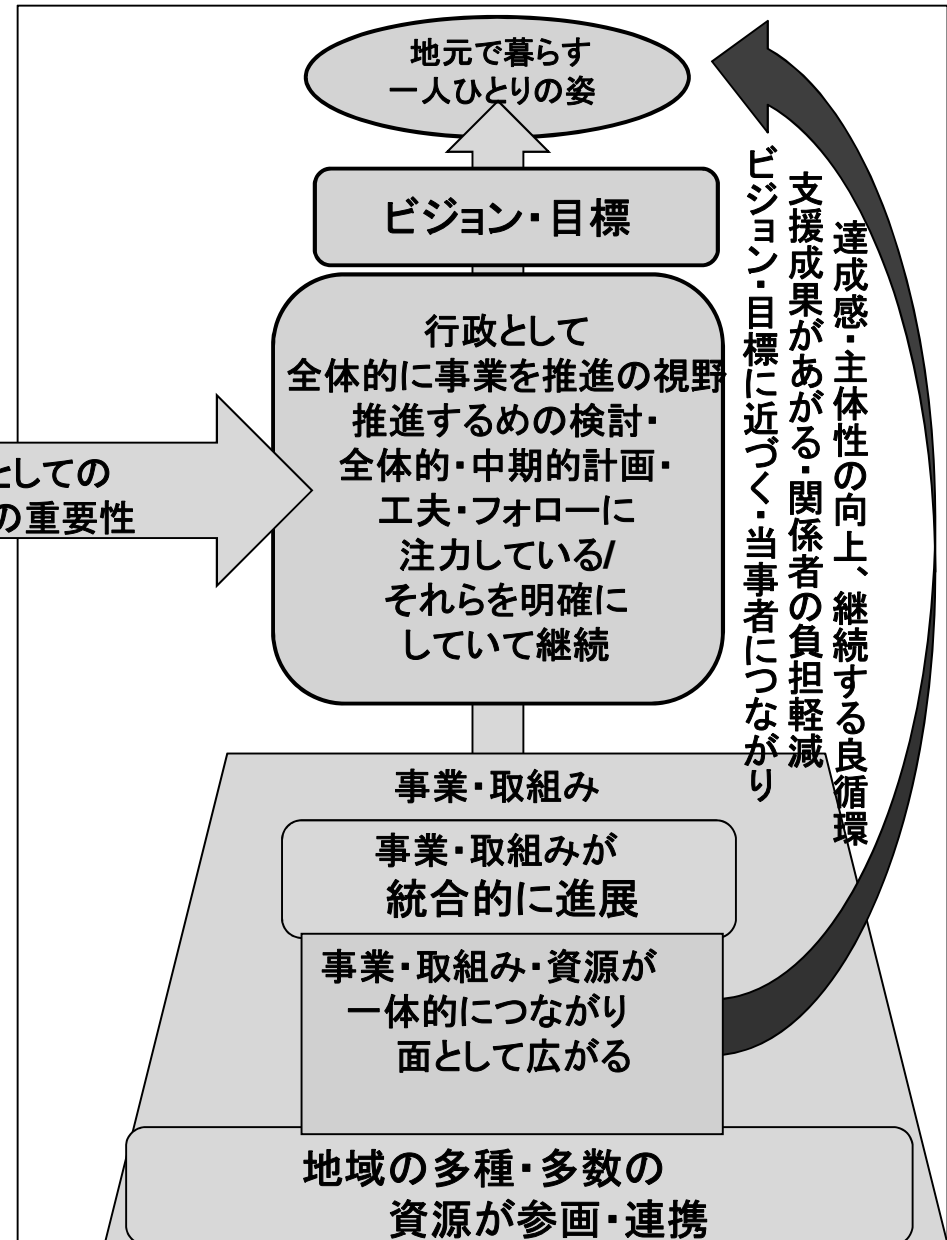 地元で暮らす
一人ひとりの姿
ビジョン・目標
行政として
全体的に事業を推進の視野
推進するめの検討・
全体的・中期的計画・
工夫・フォローに
注力している/
それらを明確に
していて継続
としての
の重要性
達成感・主体性の向上、継続する良循環
支援成果があがる・関係者の負担軽減
ビジョン・目標に近づく・当事者につながり
事業・取組み
事業・取組みが
統合的に進展
事業・取組み・資源が
一体的につながり
面として広がる
地域の多種・多数の
資源が参画・連携